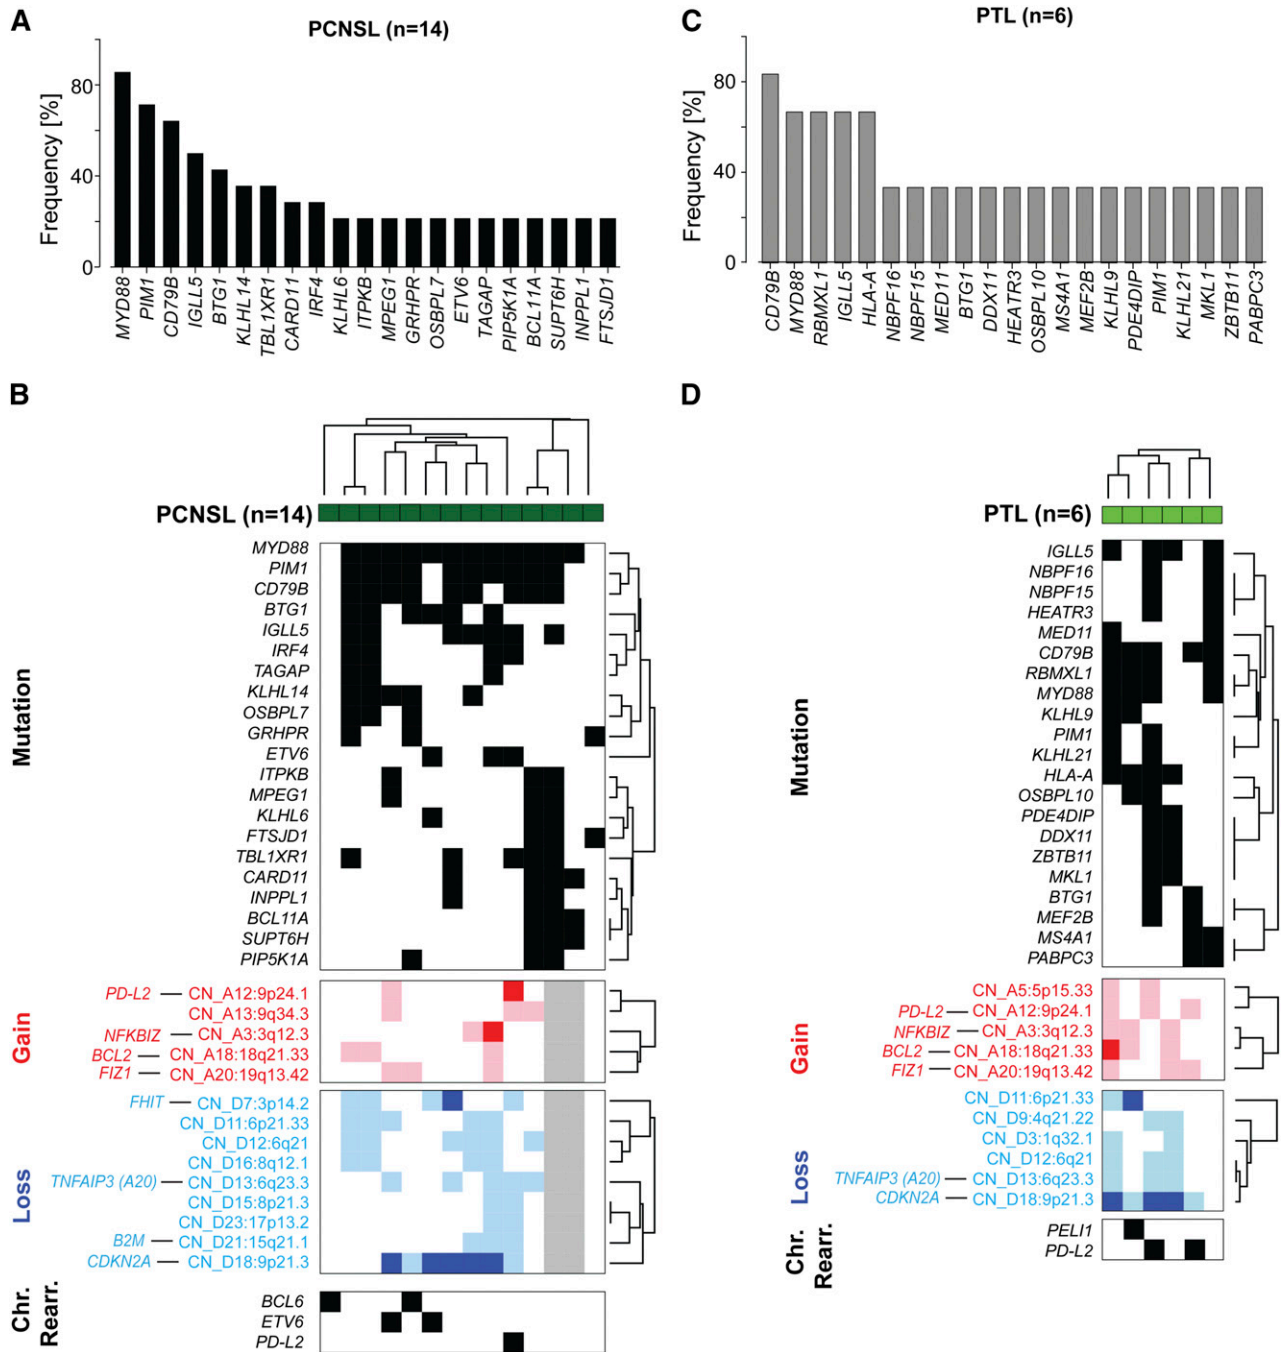 A
PCNSL (n=14)
Frequency [%]
80
40
0
MYD88
PIM1
CD79B
IGLL5
BTG1
KLHL14
TBL1XR1
CARD11
IRF4
KLHL6
ITPKB
MPEG1
GRHPR
OSBPL7
ETV6
TAGAP
PIP5K1A
BCL11A
SUPT6H
INPPL1
FTSJD1
C
PTL (n=6)
Frequency [%]
80
40
0
CD79B
MYD88
RBMXL1
IGLL5
HLA-A
NBPF16
NBPF15
MED11
BTG1
DDX11
HEATR3
OSBPL10
MS4A1
MEF2B
KLHL9
PDE4DIP
PIM1
KLHL21
MKL1
ZBTB11
PABPC3
B
PCNSL (n=14)
Mutation
MYD88
PIM1
CD79B
BTG1
IGLL5
IRF4
TAGAP
KLHL14
OSBPL7
GRHPR
ETV6
ITPKB
MPEG1
KLHL6
FTSJD1
TBL1XR1
CARD11
INPPL1
BCL11A
SUPT6H
PIP5K1A
Gain
PD-L2 — CN_A12:9p24.1
CN_A13:9q34.3
NFKBIZ — CN_A3:3q12.3
BCL2 — CN_A18:18q21.33
FIZ1 — CN_A20:19q13.42
Loss
FHIT — CN_D7:3p14.2
CN_D11:6p21.33
CN_D12:6q21
CN_D16:8q12.1
TNFAIP3 (A20) — CN_D13:6q23.3
CN_D15:8p21.3
CN_D23:17p13.2
B2M — CN_D21:15q21.1
CDKN2A — CN_D18:9p21.3
Chr.
Rearr.
BCL6
ETV6
PD-L2
D
PTL (n=6)
Mutation
IGLL5
NBPF16
NBPF15
HEATR3
MED11
CD79B
RBMXL1
MYD88
KLHL9
PIM1
KLHL21
HLA-A
OSBPL10
PDE4DIP
DDX11
ZBTB11
MKL1
BTG1
MEF2B
MS4A1
PABPC3
Gain
CN_A5:5p15.33
PD-L2 — CN_A12:9p24.1
NFKBIZ — CN_A3:3q12.3
BCL2 — CN_A18:18q21.33
FIZ1 — CN_A20:19q13.42
Loss
CN_D11:6p21.33
CN_D9:4q21.22
CN_D3:1q32.1
CN_D12:6q21
TNFAIP3 (A20) — CN_D13:6q23.3
CDKN2A — CN_D18:9p21.3
Chr.
Rearr.
PELI1
PD-L2